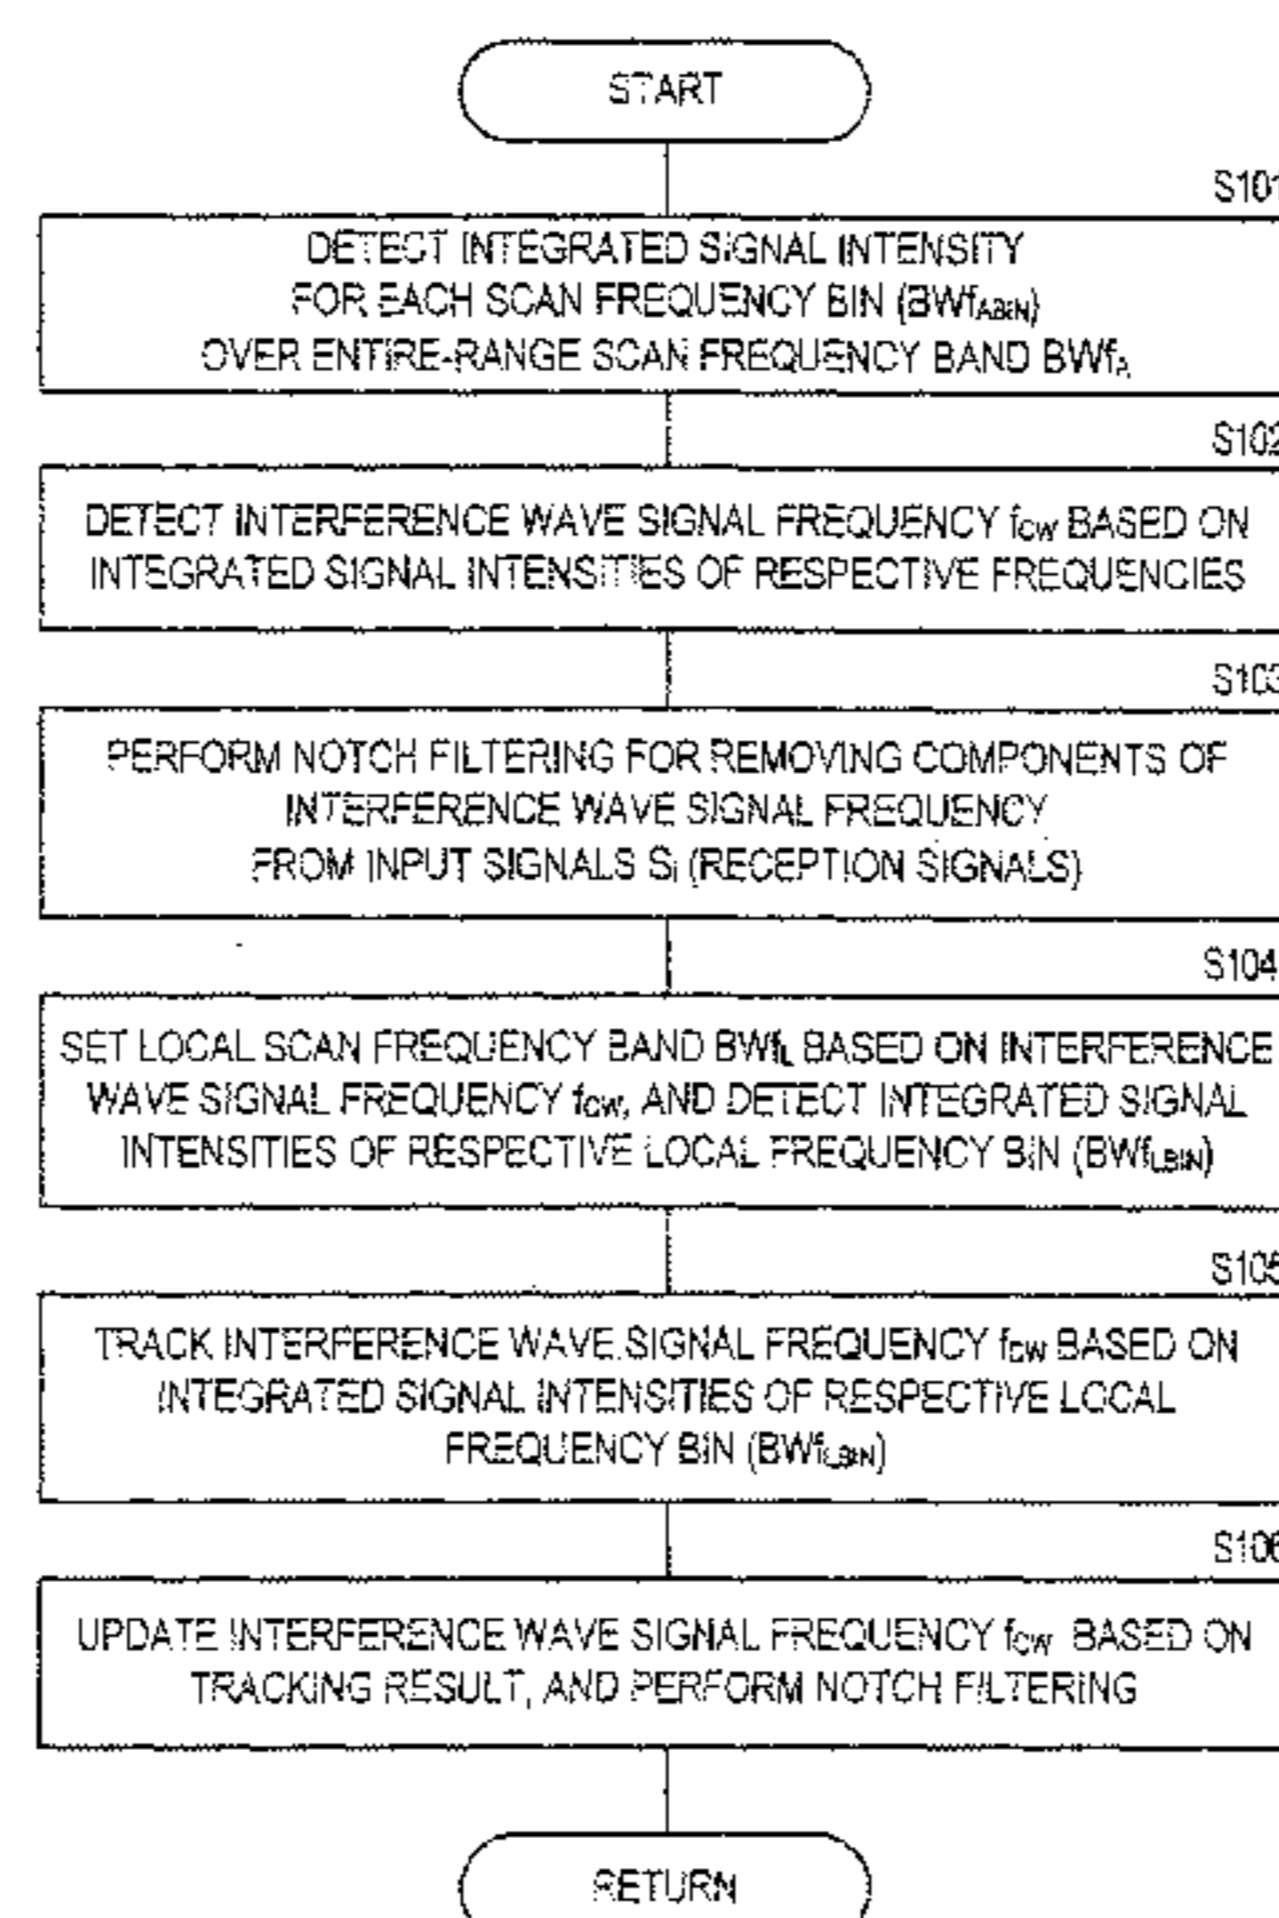 START
S101
DETECT INTEGRATED SIGNAL INTENSITY
FOR EACH SCAN FREQUENCY BIN (BWfABIN)
OVER ENTIRE-RANGE SCAN FREQUENCY BAND BWfA
S102
DETECT INTERFERENCE WAVE SIGNAL FREQUENCY fCW BASED ON
INTEGRATED SIGNAL INTENSITIES OF RESPECTIVE FREQUENCIES
S103
PERFORM NOTCH FILTERING FOR REMOVING COMPONENTS OF
INTERFERENCE WAVE SIGNAL FREQUENCY
FROM INPUT SIGNALS Si (RECEPTION SIGNALS)
S104
SET LOCAL SCAN FREQUENCY BAND BWfL BASED ON INTERFERENCE
WAVE SIGNAL FREQUENCY fCW, AND DETECT INTEGRATED SIGNAL
INTENSITIES OF RESPECTIVE LOCAL FREQUENCY BIN (BWfLBIN)
S105
TRACK INTERFERENCE WAVE SIGNAL FREQUENCY fCW BASED ON
INTEGRATED SIGNAL INTENSITIES OF RESPECTIVE LOCAL
FREQUENCY BIN (BWfLBIN)
S106
UPDATE INTERFERENCE WAVE SIGNAL FREQUENCY fCW BASED ON
TRACKING RESULT, AND PERFORM NOTCH FILTERING
RETURN